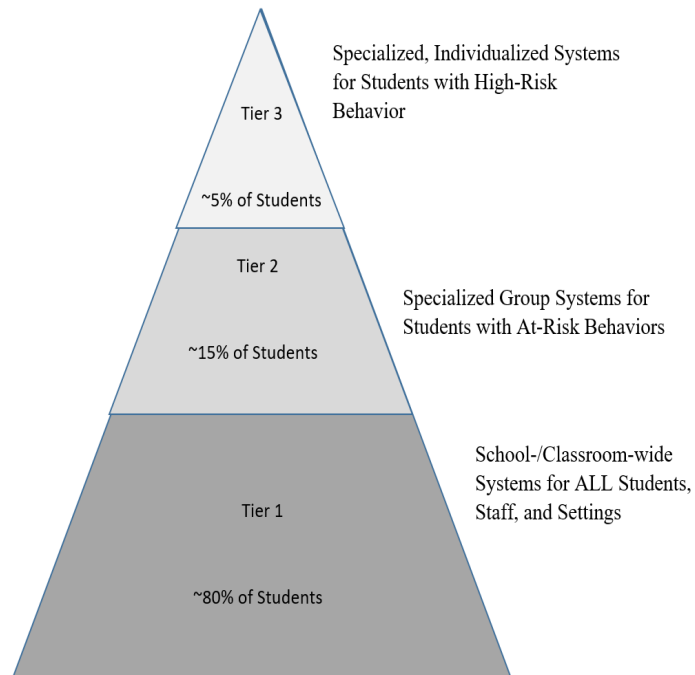 Specialized, Individualized Systems
for Students with High-Risk
Behavior
Tier 3
~5% of Students
Tier 2
~15% of Students
Specialized Group Systems for
Students with At-Risk Behaviors
Tier 1
~80% of Students
School-/Classroom-wide
Systems for ALL Students,
Staff, and Settings